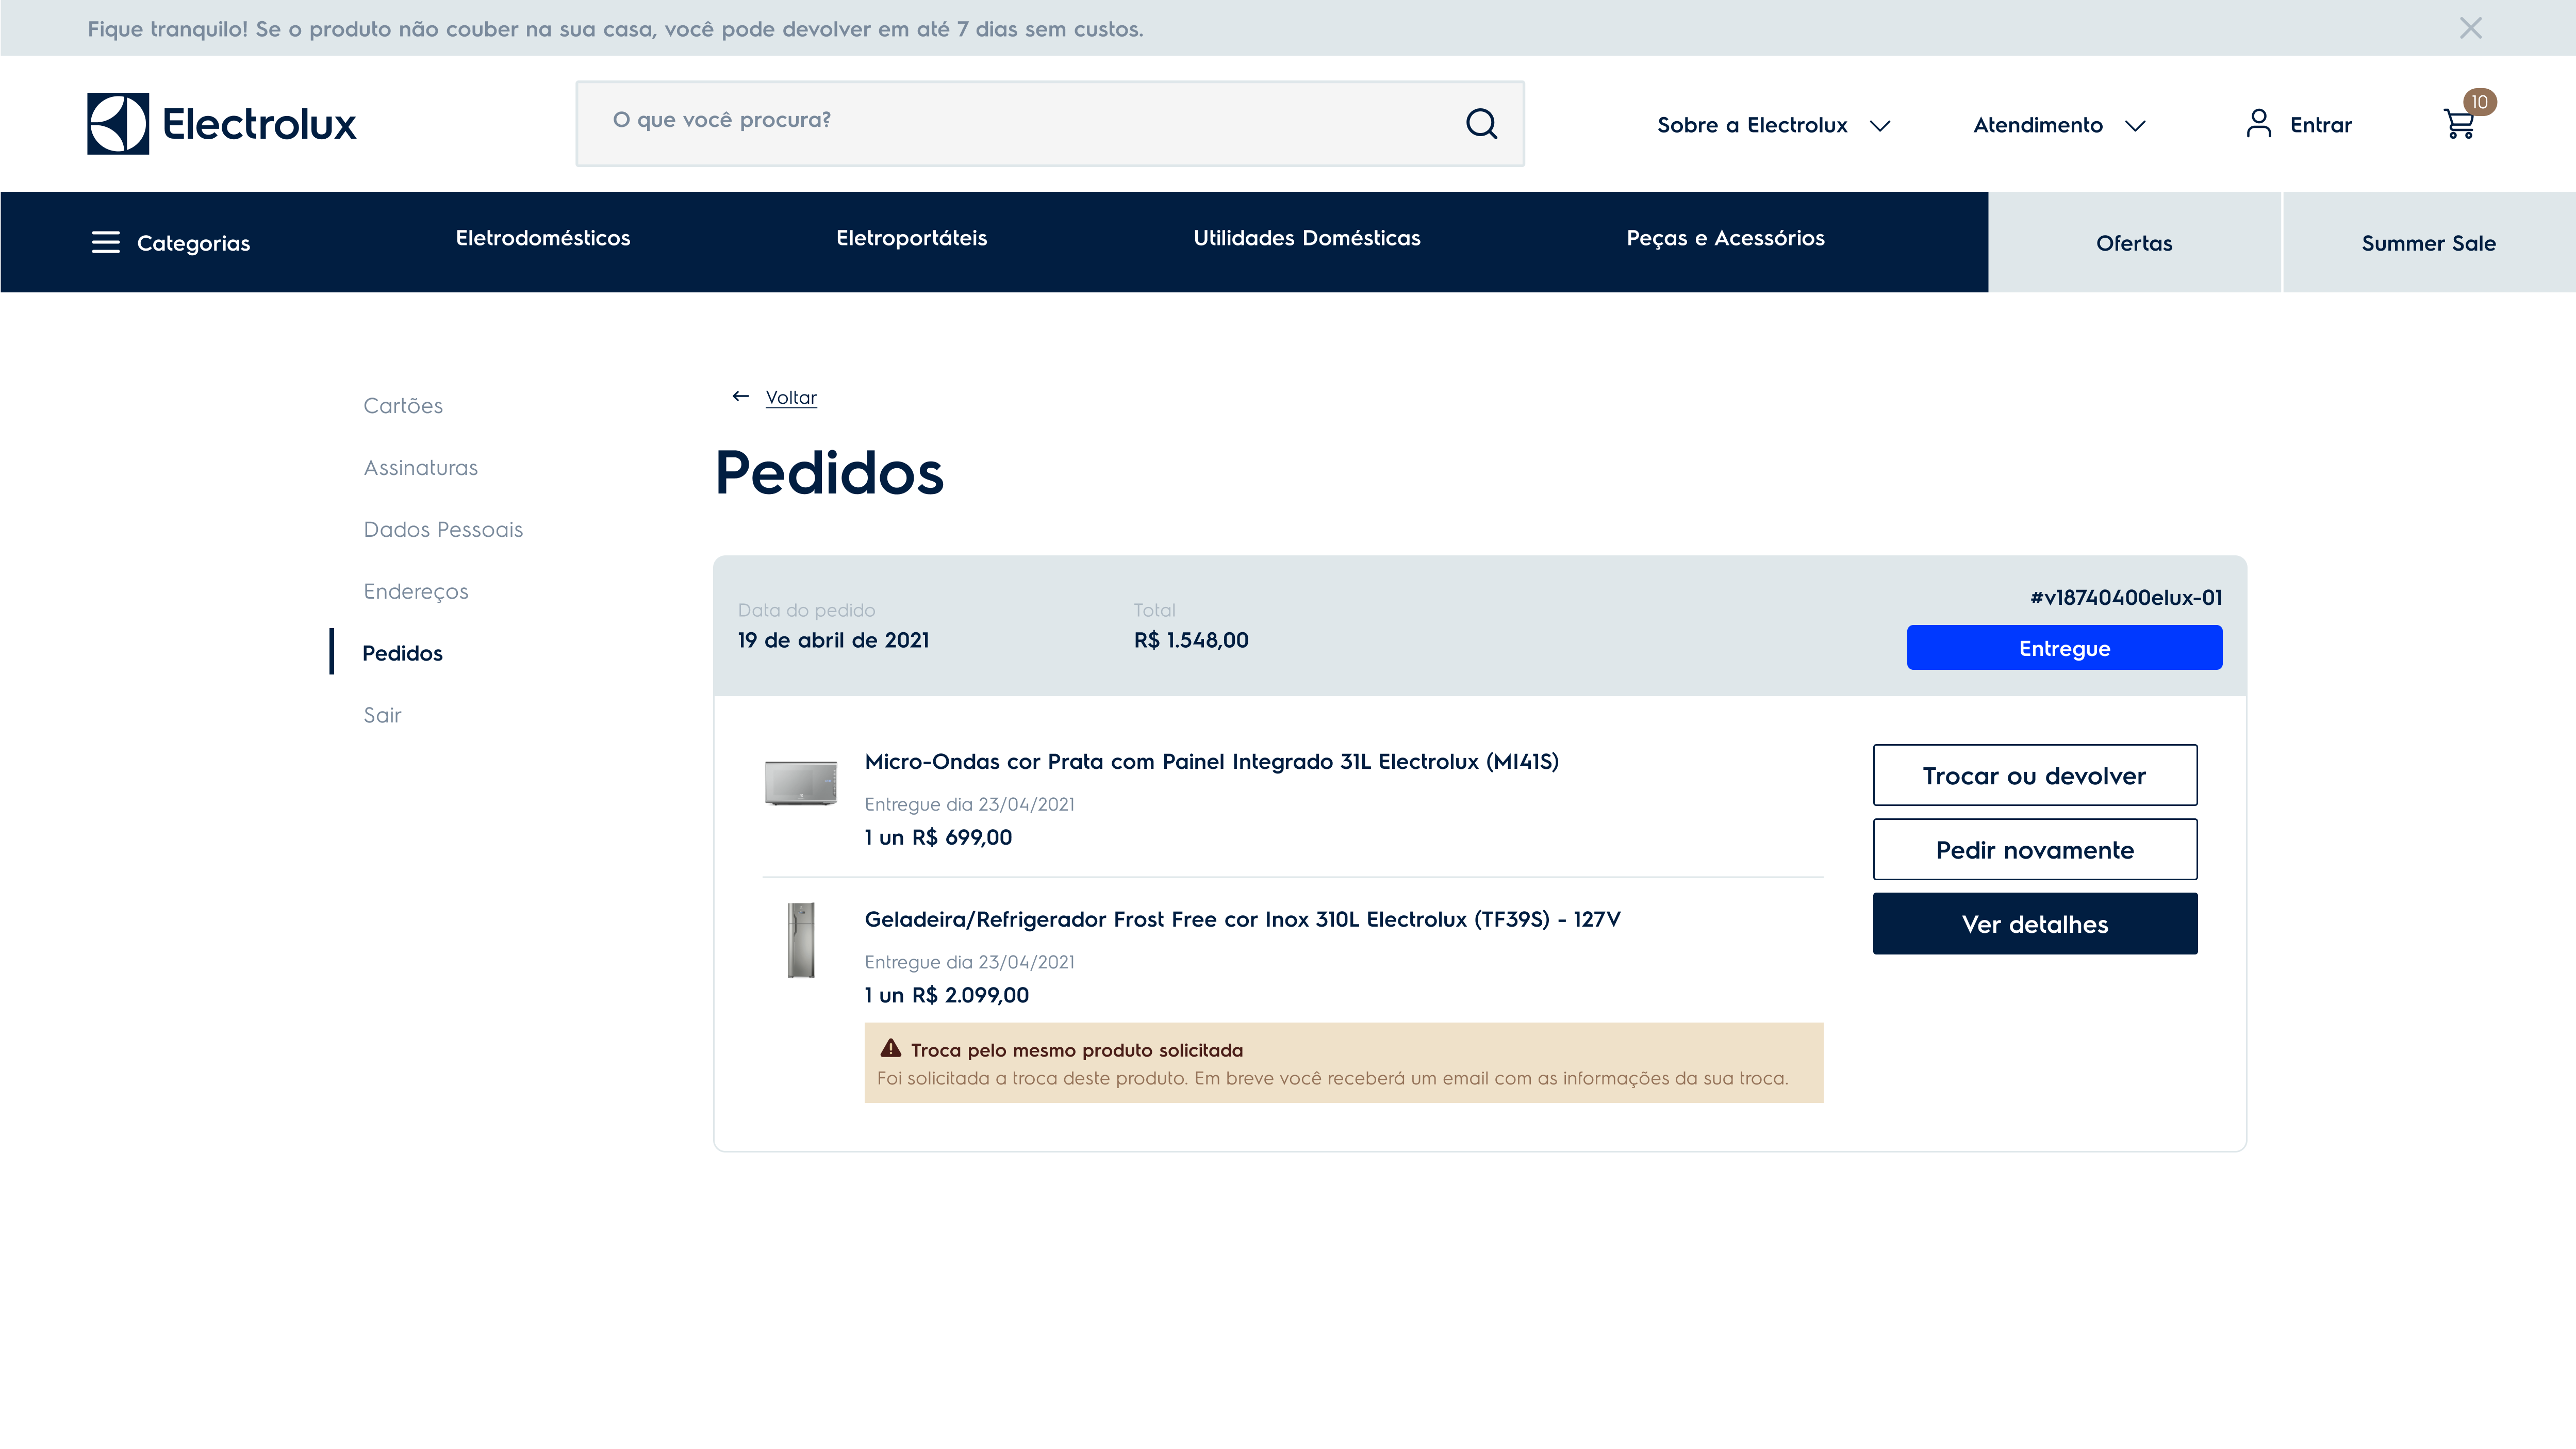 Fique tranquilo! Se o produto não couber na sua casa, você pode devolver em até 7 dias sem custos.
Electrolux
O que você procura?
Sobre a Electrolux
Atendimento
Entrar
10
Categorias
Eletrodomésticos
Eletroportáteis
Utilidades Domésticas
Peças e Acessórios
Ofertas
Summer Sale
Cartões
Assinaturas
Dados Pessoais
Endereços
Pedidos
Sair
Voltar
Pedidos
Data do pedido
19 de abril de 2021
Total
R$ 1.548,00
#v18740400elux-01
Entregue
Micro-Ondas cor Prata com Painel Integrado 31L Electrolux (MI41S)
Entregue dia 23/04/2021
1 un R$ 699,00
Geladeira/Refrigerador Frost Free cor Inox 310L Electrolux (TF39S) - 127V
Entregue dia 23/04/2021
1 un R$ 2.099,00
Troca pelo mesmo produto solicitada
Foi solicitada a troca deste produto. Em breve você receberá um email com as informações da sua troca.
Trocar ou devolver
Pedir novamente
Ver detalhes